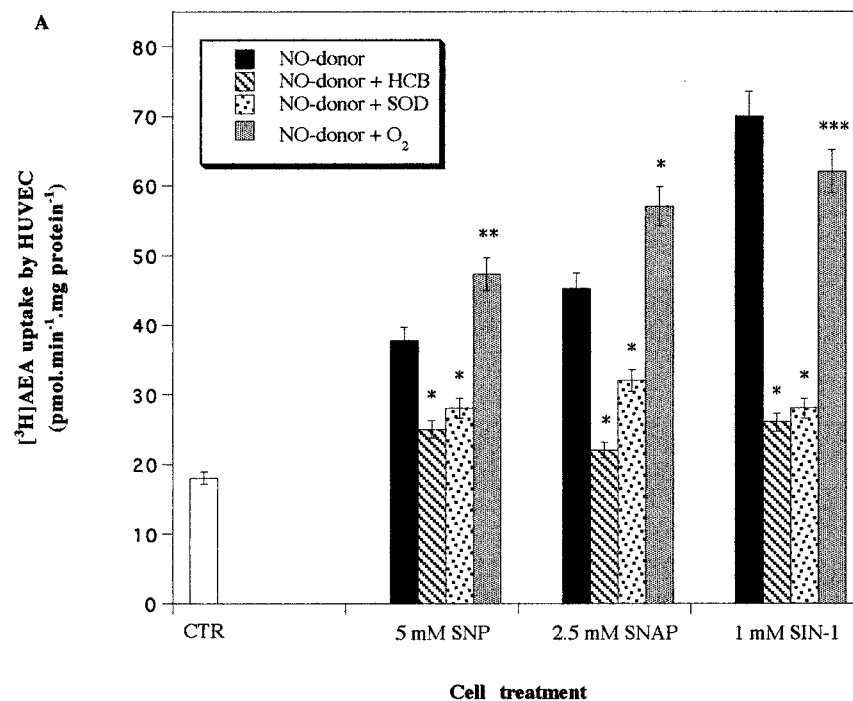 A
NO-donor
NO-donor + HCB
NO-donor + SOD
NO-donor + O₂
[³H]AEA uptake by HUVEC
(pmol.min⁻¹.mg protein⁻¹)
80
70
60
50
40
30
20
10
0
*
*
**
*
*
*
*
*
***
CTR
5 mM SNP
2.5 mM SNAP
1 mM SIN-1
Cell treatment